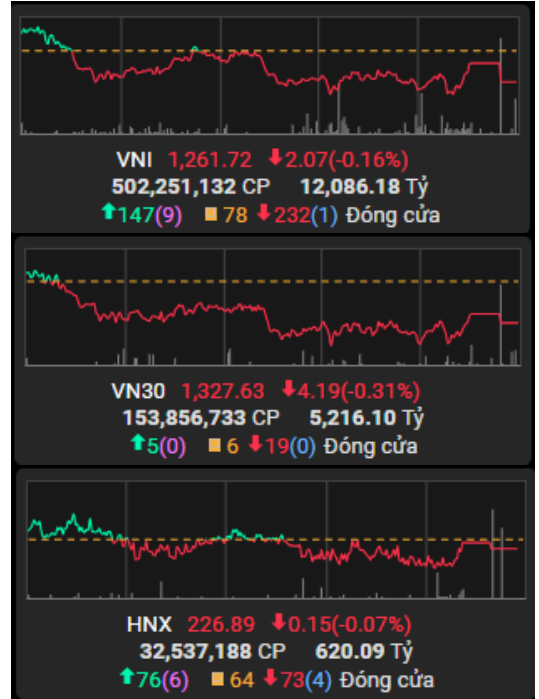 VNI 1,261.72 ⬇2.07(-0.16%)
502,251,132 CP 12,086.18 Tỷ
⬆147(9) ■ 78 ⬇232(1) Đóng cửa
VN30 1,327.63 ⬇4.19(-0.31%)
153,856,733 CP 5,216.10 Tỷ
⬆5(0) ■ 6 ⬇19(0) Đóng cửa
HNX 226.89 ⬇0.15(-0.07%)
32,537,188 CP 620.09 Tỷ
⬆76(6) ■ 64 ⬇73(4) Đóng cửa